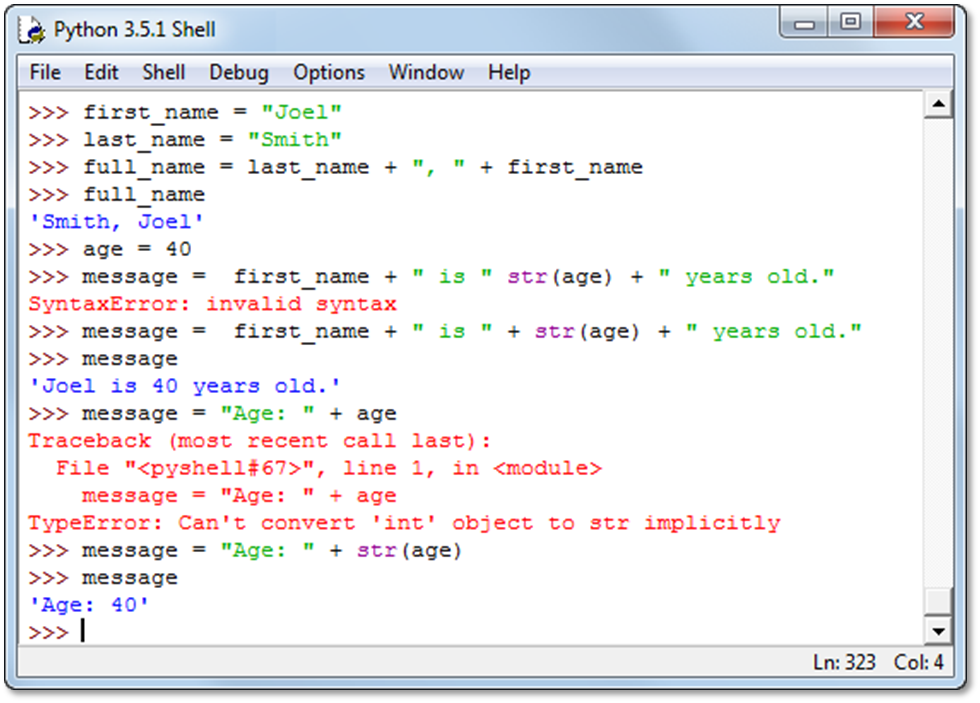 Python 3.5.1 Shell
File Edit Shell Debug Options Window Help
>>> first_name = "Joel"
>>> last_name = "Smith"
>>> full_name = last_name + ", " + first_name
>>> full_name
'Smith, Joel'
>>> age = 40
>>> message =  first_name + " is " str(age) + " years old."
SyntaxError: invalid syntax
>>> message =  first_name + " is " + str(age) + " years old."
>>> message
'Joel is 40 years old.'
>>> message = "Age: " + age
Traceback (most recent call last):
  File "<pyshell#67>", line 1, in <module>
    message = "Age: " + age
TypeError: Can't convert 'int' object to str implicitly
>>> message = "Age: " + str(age)
>>> message
'Age: 40'
>>>
Ln: 323 Col: 4